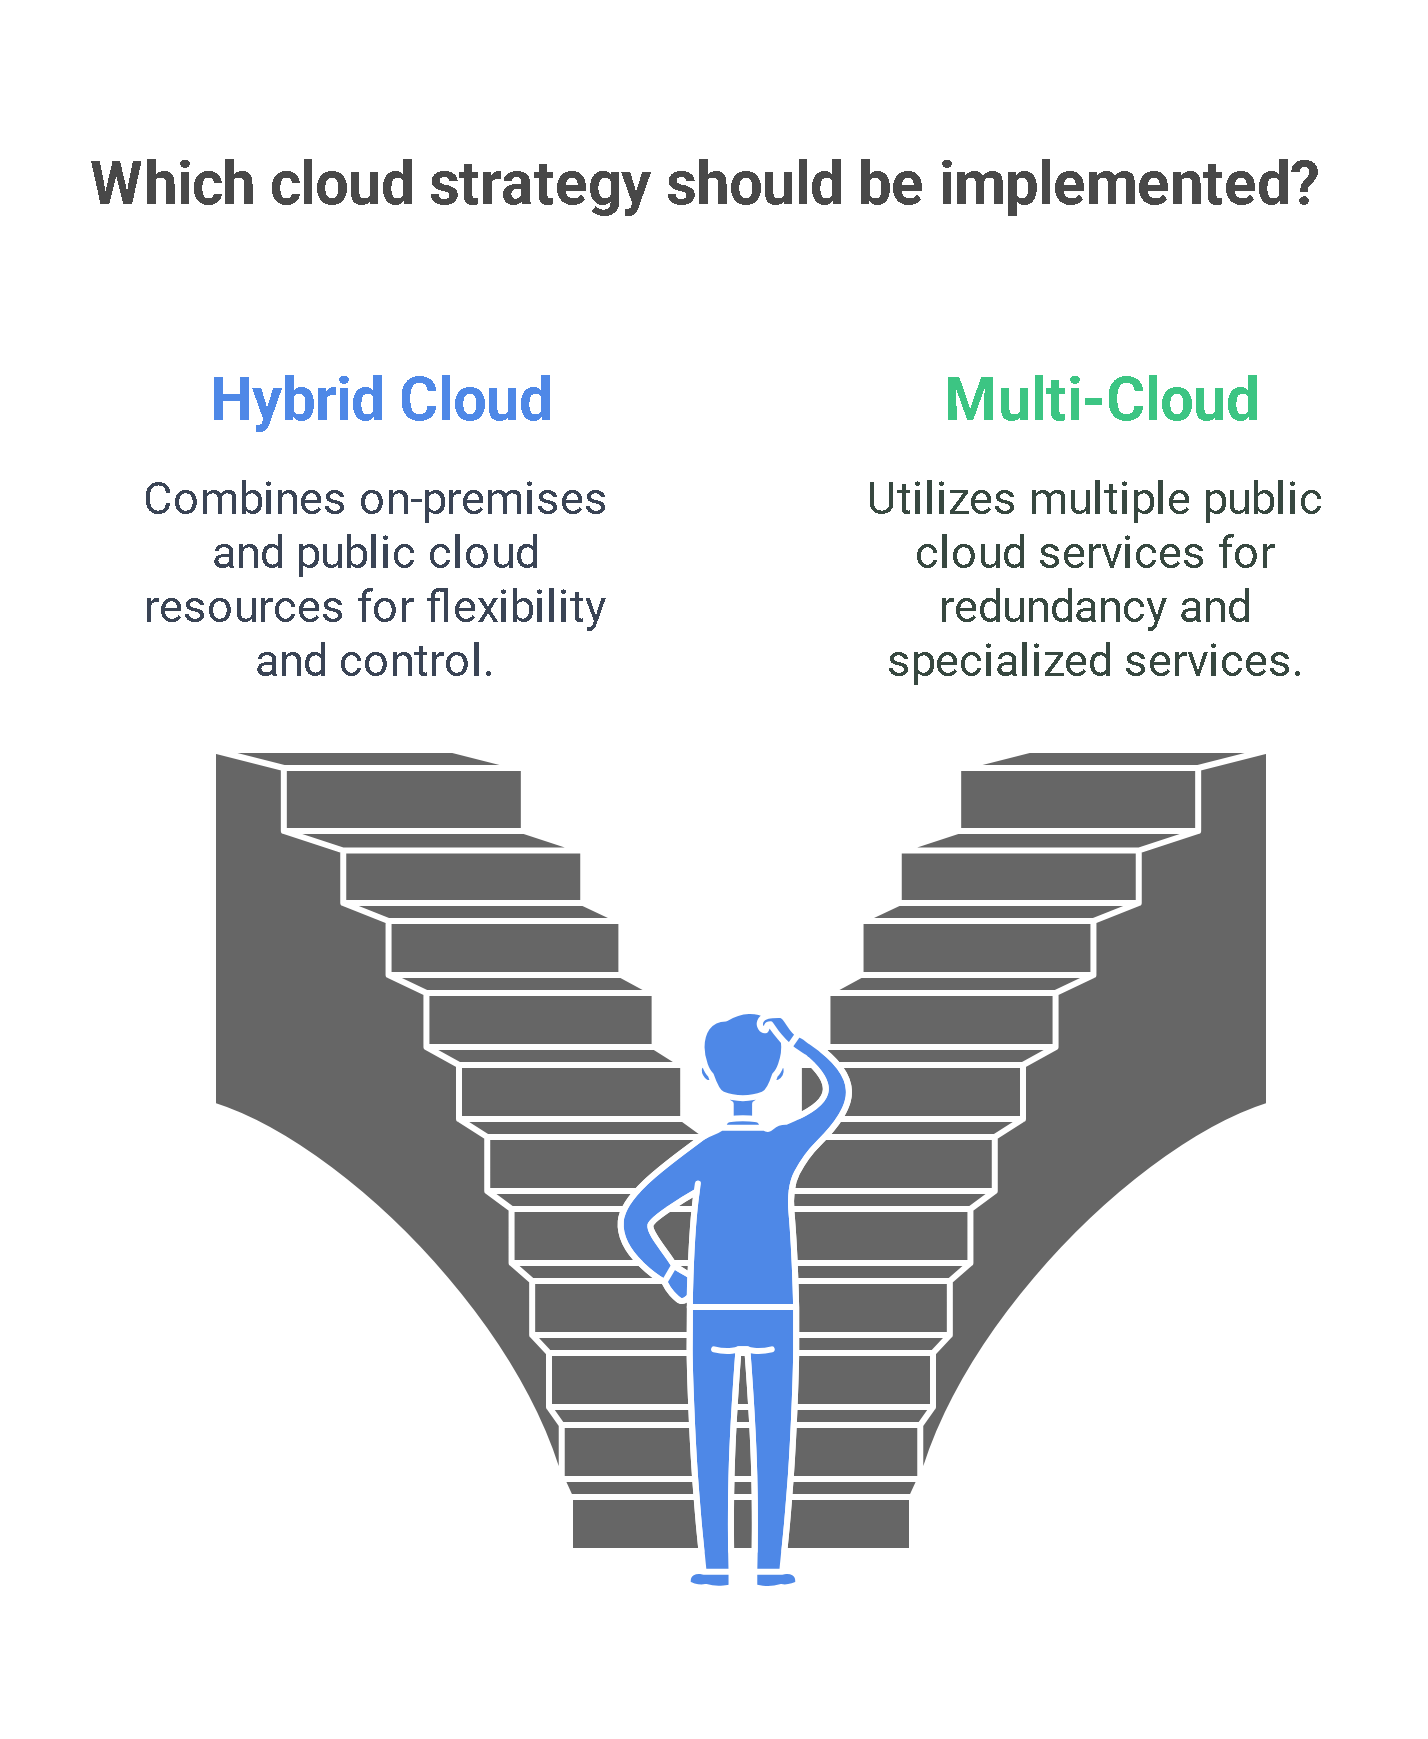 Which cloud strategy should be implemented?
Hybrid Cloud
Combines on-premises
and public cloud
resources for flexibility
and control.
Multi-Cloud
Utilizes multiple public
cloud services for
redundancy and
specialized services.